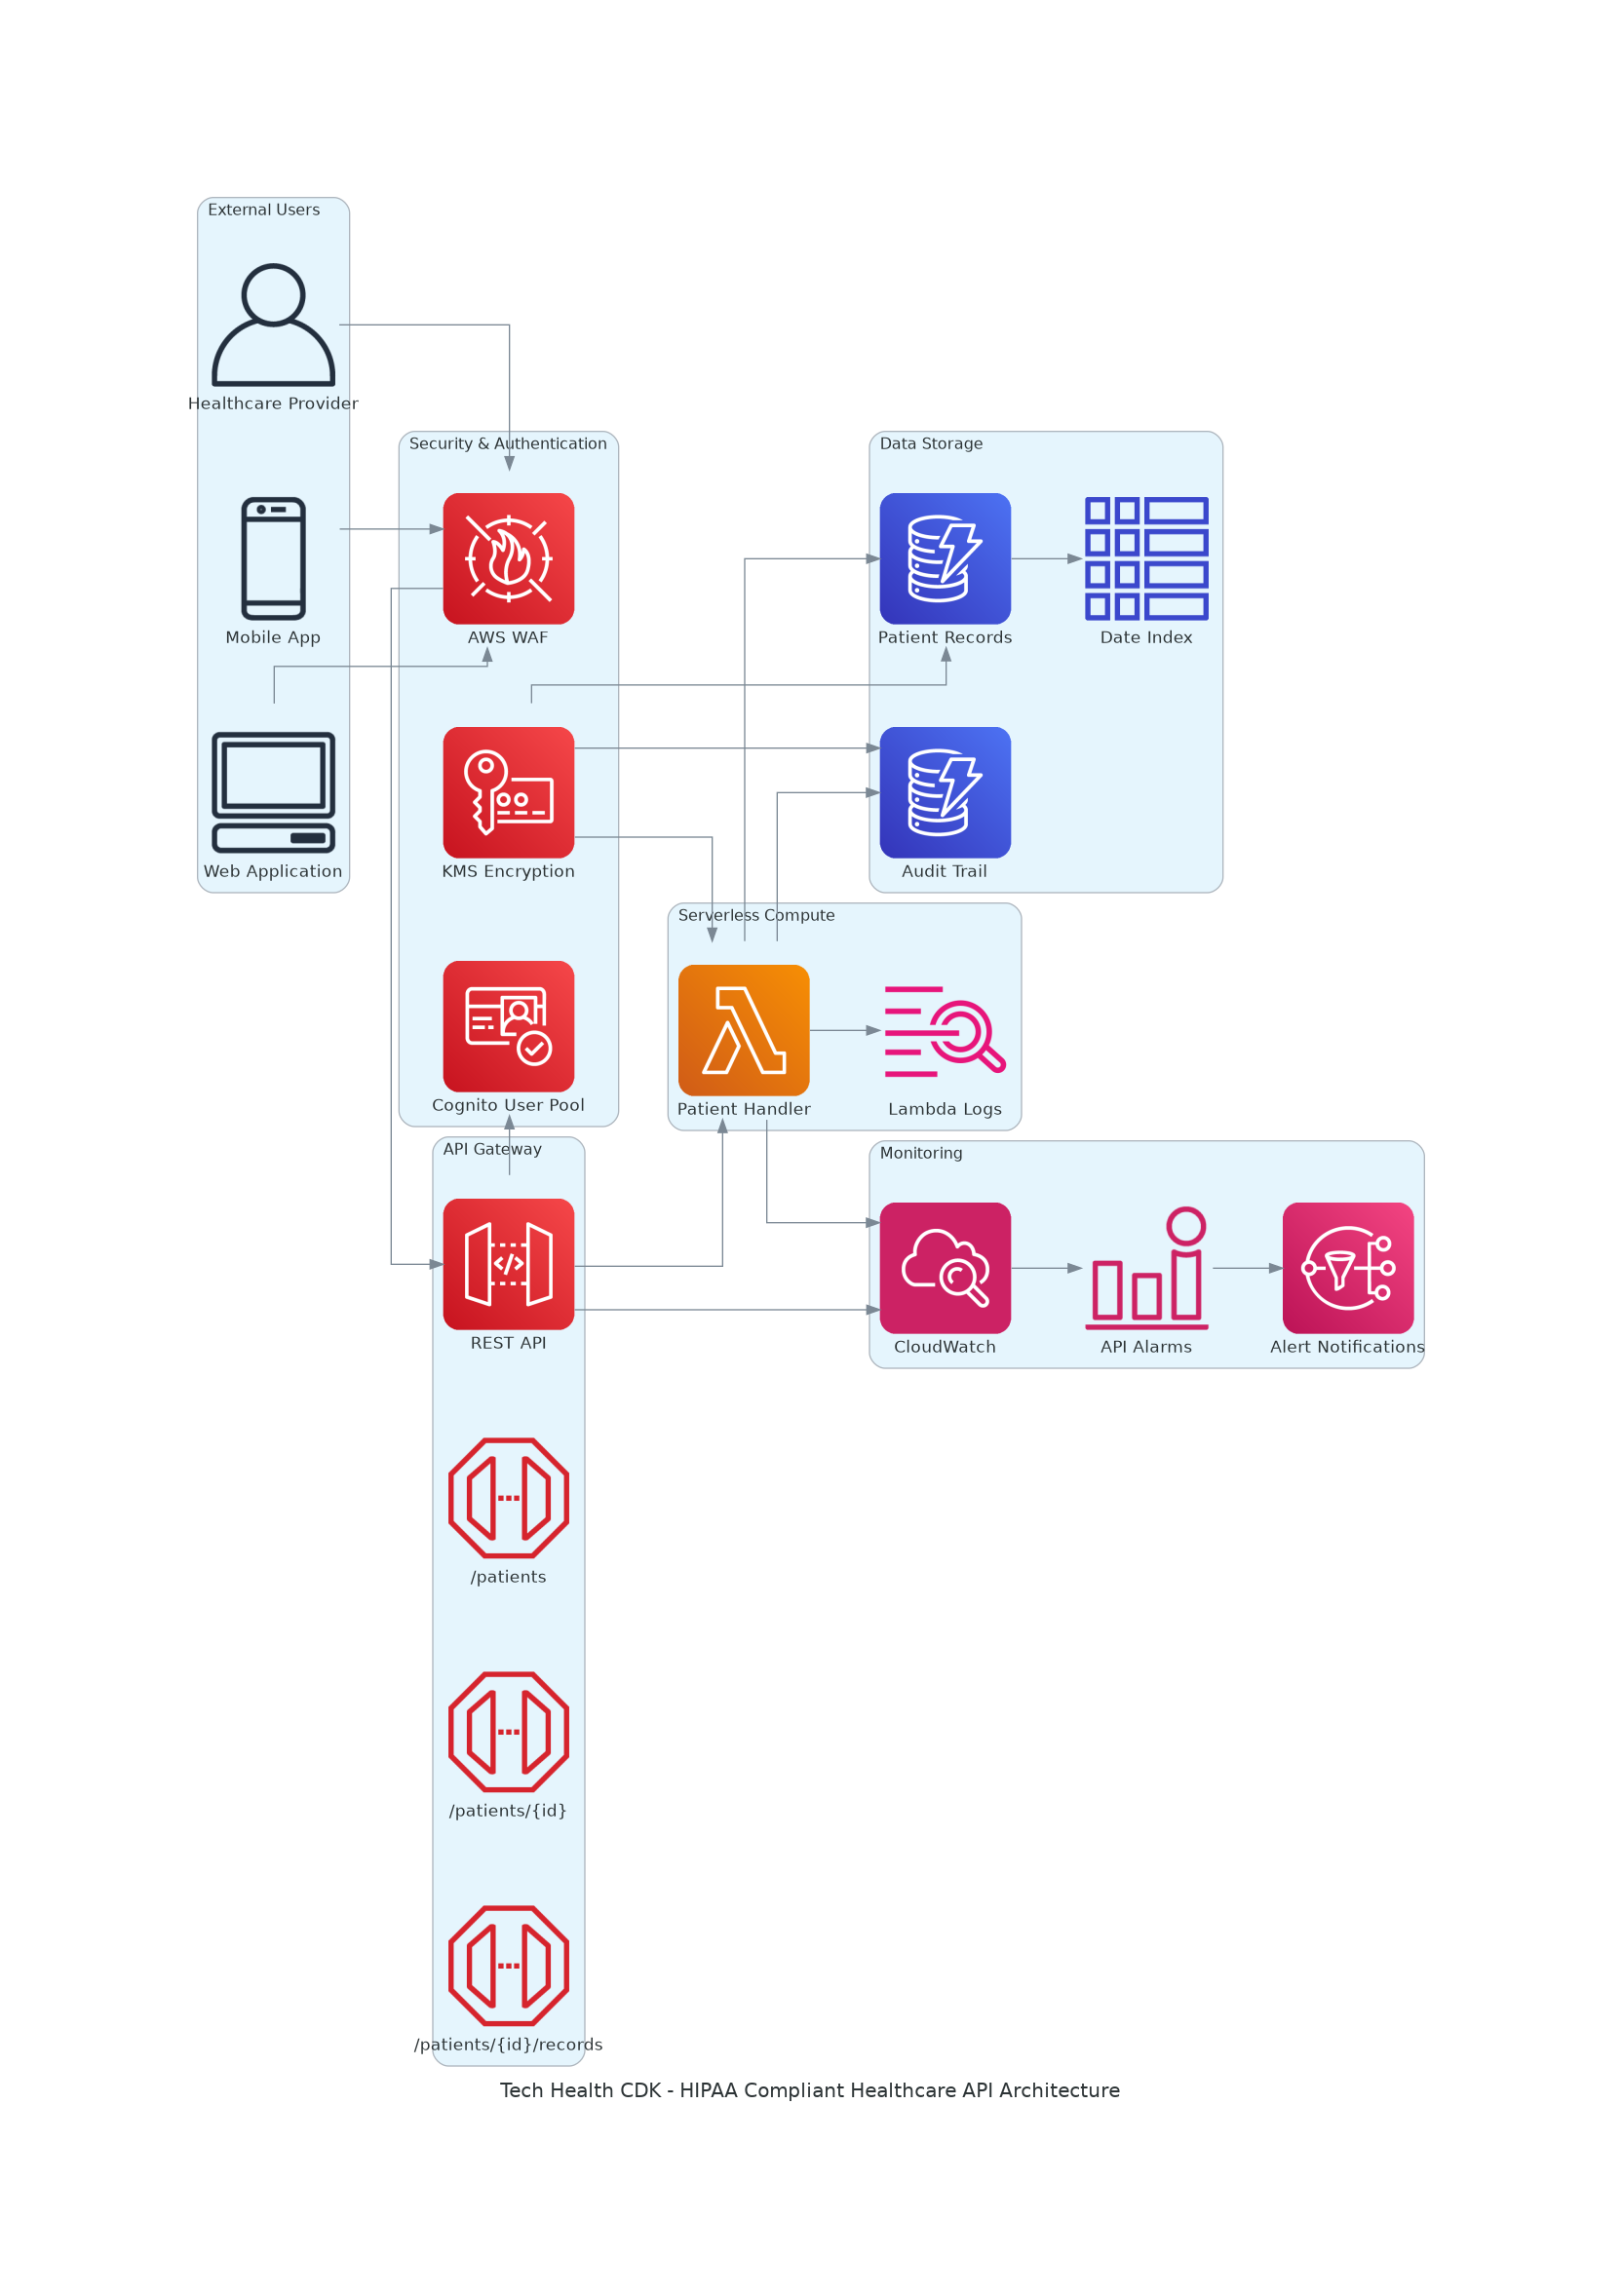 External Users
Healthcare Provider
Mobile App
Web Application
Security & Authentication
AWS WAF
KMS Encryption
Cognito User Pool
Data Storage
Patient Records
Date Index
Audit Trail
Serverless Compute
Patient Handler
Lambda Logs
API Gateway
REST API
/patients
/patients/{id}
/patients/{id}/records
Monitoring
CloudWatch
API Alarms
Alert Notifications
Tech Health CDK - HIPAA Compliant Healthcare API Architecture